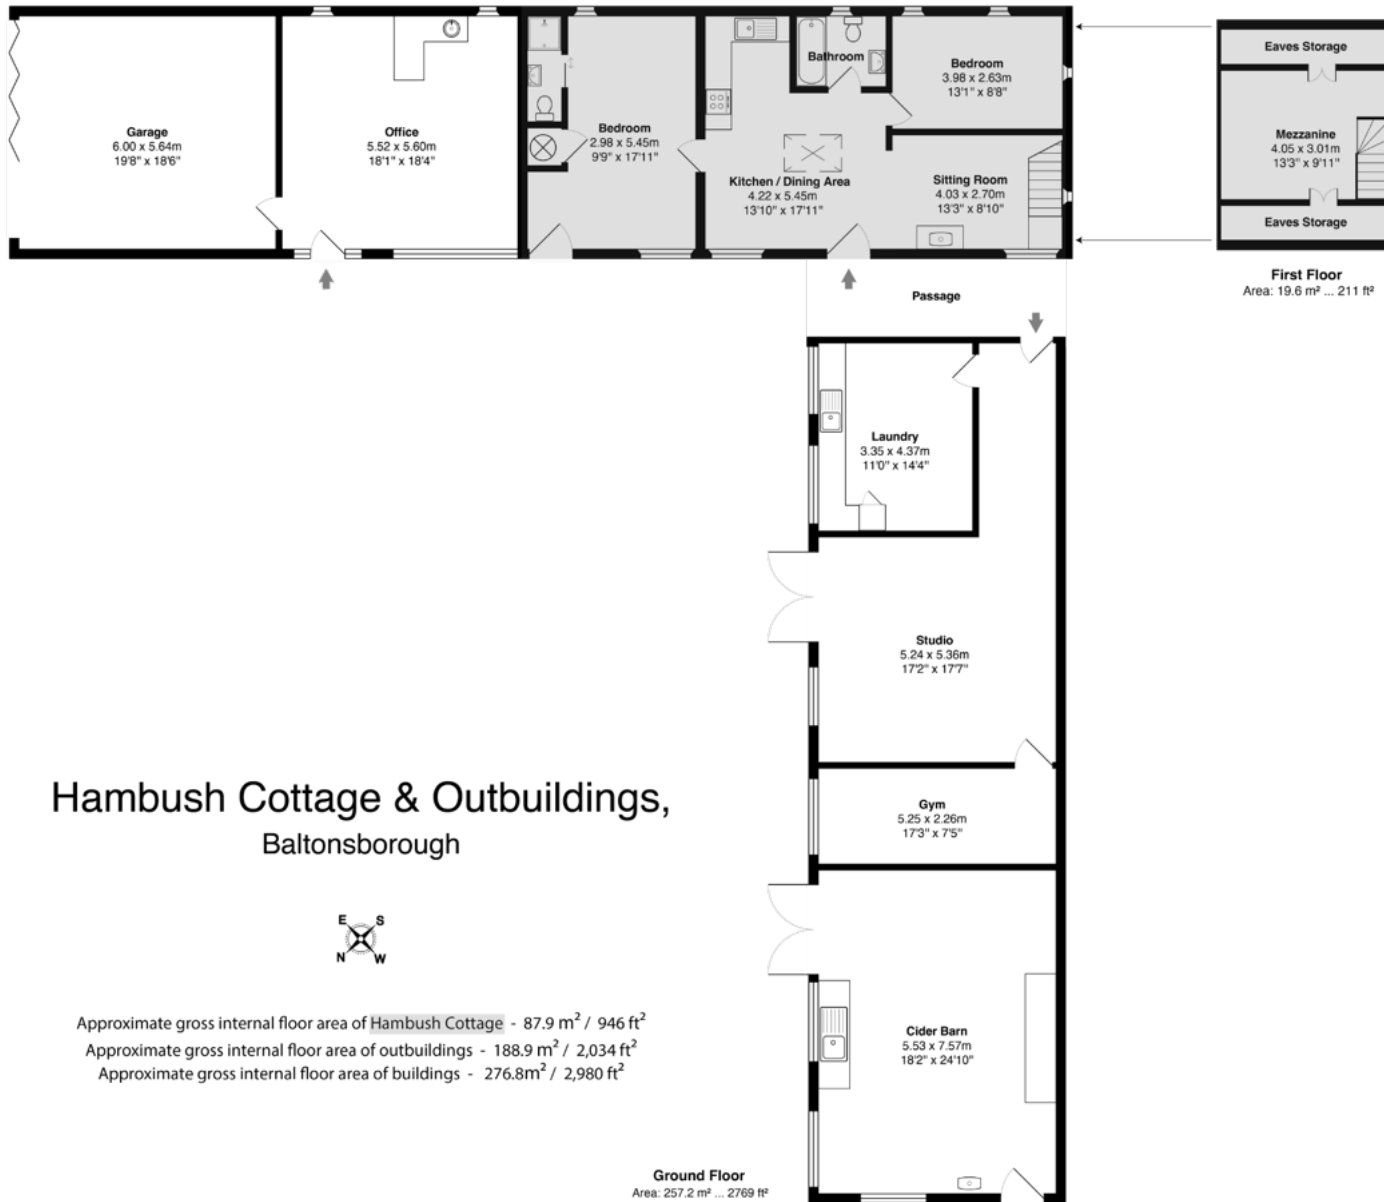 Garage
6.00 x 5.64m
19'8" x 18'6"
Office
5.52 x 5.60m
18'1" x 18'4"
Bedroom
2.98 x 5.45m
9'9" x 17'11"
Kitchen / Dining Area
4.22 x 5.45m
13'10" x 17'11"
Bathroom
Bedroom
3.98 x 2.63m
13'1" x 8'8"
Sitting Room
4.03 x 2.70m
13'3" x 8'10"
Eaves Storage
Mezzanine
4.05 x 3.01m
13'3" x 9'11"
Eaves Storage
First Floor
Area: 19.6 m² ... 211 ft²
Passage
Laundry
3.35 x 4.37m
11'0" x 14'4"
Studio
5.24 x 5.36m
17'2" x 17'7"
Gym
5.25 x 2.26m
17'3" x 7'5"
Cider Barn
5.53 x 7.57m
18'2" x 24'10"
Hambush Cottage & Outbuildings,
Baltonsborough
E S
N W
Approximate gross internal floor area of Hambush Cottage - 87.9 m² / 946 ft²
Approximate gross internal floor area of outbuildings - 188.9 m² / 2,034 ft²
Approximate gross internal floor area of buildings - 276.8m² / 2,980 ft²
Ground Floor
Area: 257.2 m² ... 2769 ft²